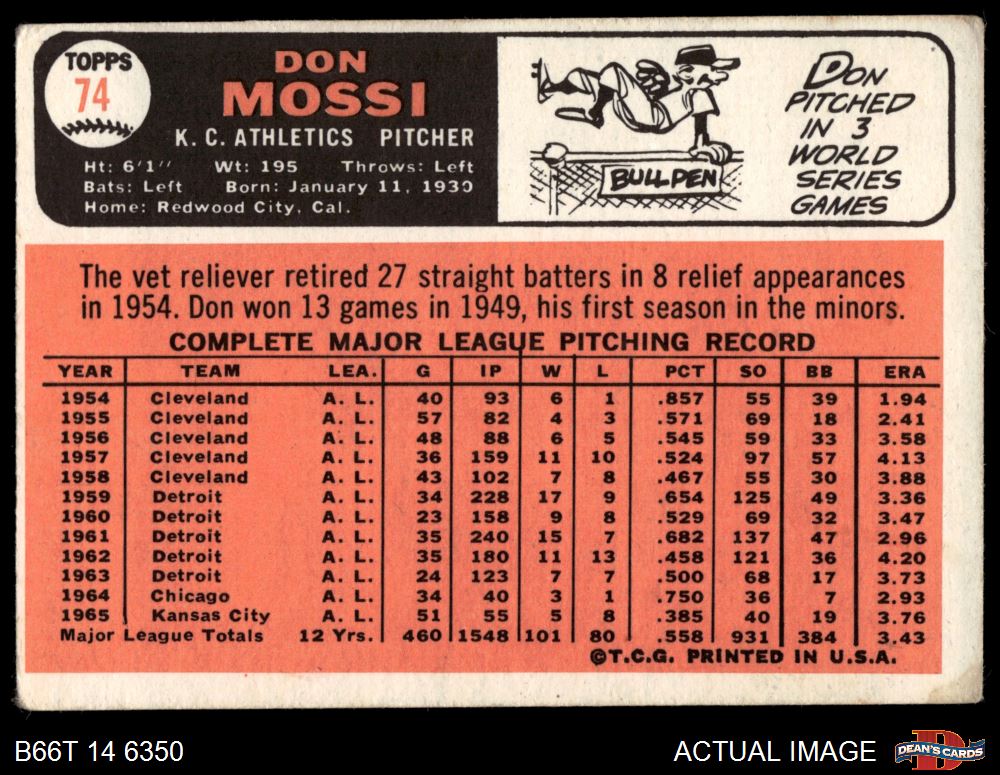 TOPPS
74
DON
MOSSI
K. C. ATHLETICS PITCHER
Ht: 6'1" Wt: 195 Throws: Left
Bats: Left Born: January 11, 1930
Home: Redwood City, Cal.
BULLPEN
DON
PITCHED
IN 3
WORLD
SERIES
GAMES
The vet reliever retired 27 straight batters in 8 relief appearances
in 1954. Don won 13 games in 1949, his first season in the minors.
COMPLETE MAJOR LEAGUE PITCHING RECORD
YEAR TEAM LEA. G IP W L PCT SO BB ERA
1954 Cleveland A. L. 40 93 6 1 .857 55 39 1.94
1955 Cleveland A. L. 57 82 4 3 .571 69 18 2.41
1956 Cleveland A. L. 48 88 6 5 .545 59 33 3.58
1957 Cleveland A. L. 36 159 11 10 .524 97 57 4.13
1958 Cleveland A. L. 43 102 7 8 .467 55 30 3.88
1959 Detroit A. L. 34 228 17 9 .654 125 49 3.36
1960 Detroit A. L. 23 158 9 8 .529 69 32 3.47
1961 Detroit A. L. 35 240 15 7 .682 137 47 2.96
1962 Detroit A. L. 35 180 11 13 .458 121 36 4.20
1963 Detroit A. L. 24 123 7 7 .500 68 17 3.73
1964 Chicago A. L. 34 40 3 1 .750 36 7 2.93
1965 Kansas City A. L. 51 55 5 8 .385 40 19 3.76
Major League Totals 12 Yrs. 460 1548 101 80 .558 931 384 3.43
©T.C.G. PRINTED IN U.S.A.
B66T 14 6350
ACTUAL IMAGE
DEAN'S CARDS